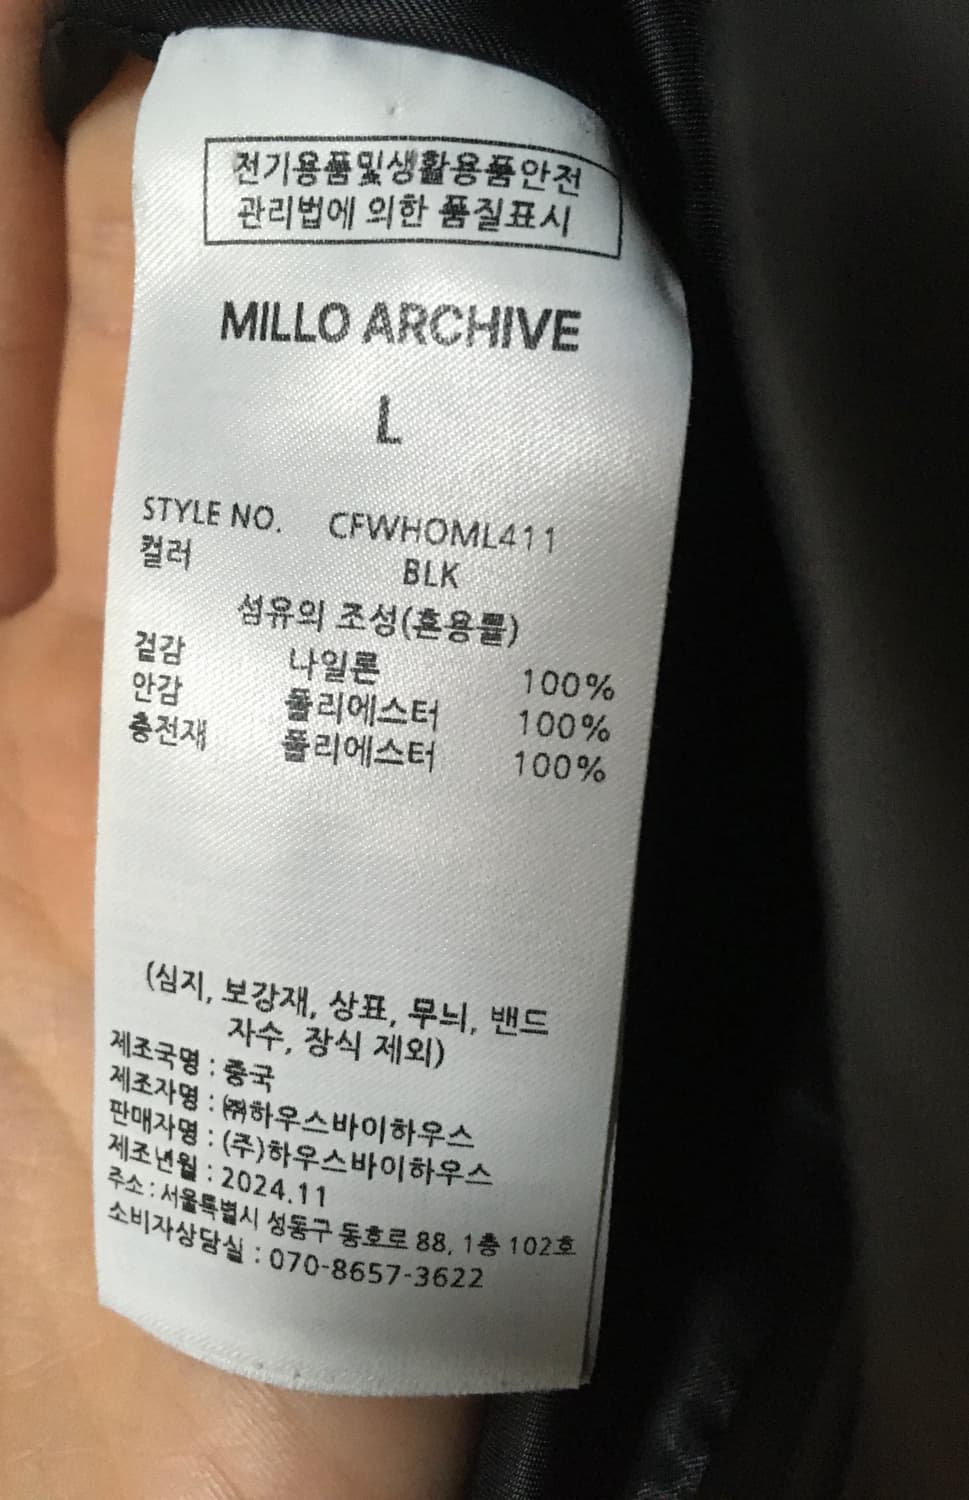 전기용품및생활용품안전
관리법에 의한 품질표시
MILLO ARCHIVE
L
STYLE NO. CFWHOML411
컬러 BLK
섬유의 조성(혼용률)
겉감 나일론 100%
안감 폴리에스터 100%
충전재 폴리에스터 100%
(심지, 보강재, 상표, 무늬, 밴드
자수, 장식 제외)
제조국명 : 중국
제조자명 : ㈜하우스바이하우스
판매자명 : (주)하우스바이하우스
제조년월 : 2024.11
주소 : 서울특별시 성동구 동호로 88, 1층 102호
소비자상담실 : 070-8657-3622